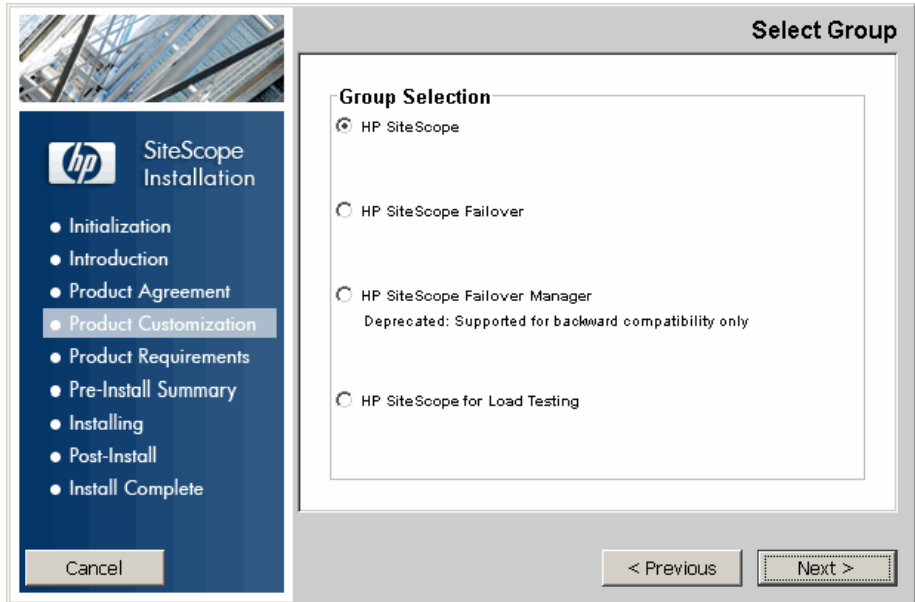 Select Group
hp
SiteScope
Installation
Initialization
Introduction
Product Agreement
Product Customization
Product Requirements
Pre-Install Summary
Installing
Post-Install
Install Complete
Cancel
Group Selection
HP SiteScope
HP SiteScope Failover
HP SiteScope Failover Manager
Deprecated: Supported for backward compatibility only
HP SiteScope for Load Testing
< Previous
Next >